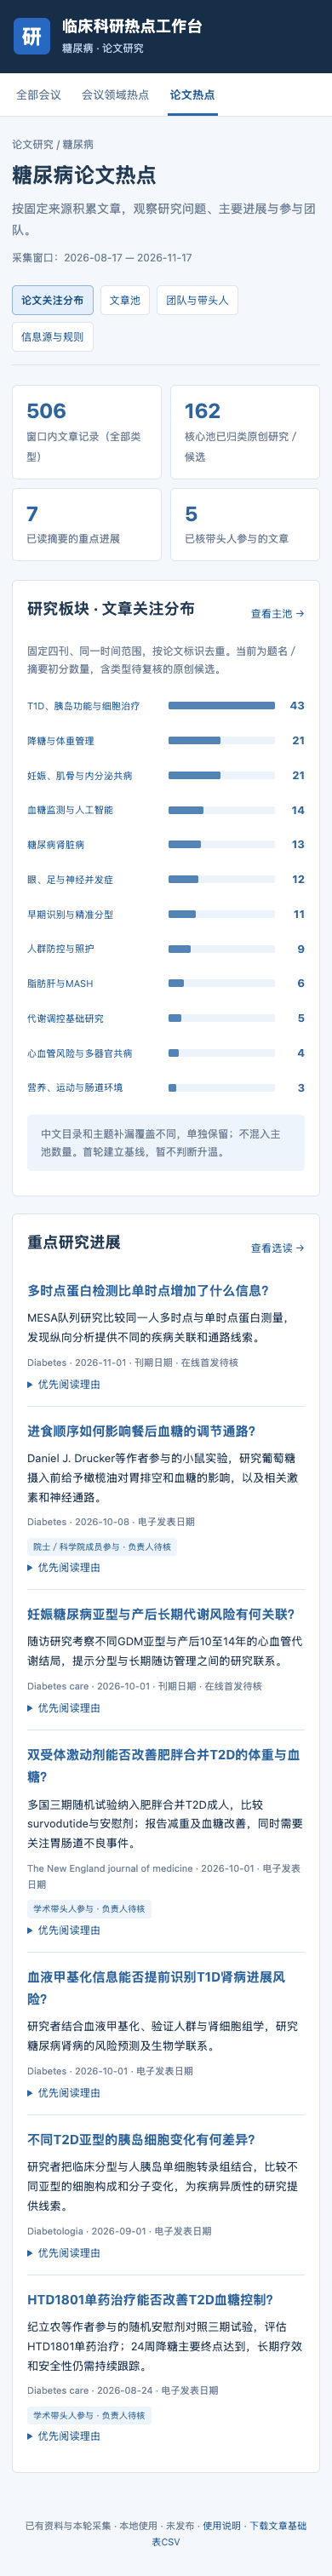 研
临床科研热点工作台
糖尿病 · 论文研究
全部会议
会议领域热点
论文热点
论文研究 / 糖尿病
糖尿病论文热点
按固定来源积累文章，观察研究问题、主要进展与参与团
队。
采集窗口：2026-08-17 — 2026-11-17
论文关注分布
文章池
团队与带头人
信息源与规则
506
窗口内文章记录（全部类
型）
162
核心池已归类原创研究 /
候选
7
已读摘要的重点进展
5
已核带头人参与的文章
研究板块 · 文章关注分布
查看主池 →
固定四刊、同一时间范围，按论文标识去重。当前为题名 /
摘要初分数量，含类型待复核的原创候选。
T1D、胰岛功能与细胞治疗 43
降糖与体重管理 21
妊娠、肌骨与内分泌共病 21
血糖监测与人工智能 14
糖尿病肾脏病 13
眼、足与神经并发症 12
早期识别与精准分型 11
人群防控与照护 9
脂肪肝与MASH 6
代谢调控基础研究 5
心血管风险与多器官共病 4
营养、运动与肠道环境 3
中文目录和主题补漏覆盖不同，单独保留；不混入主
池数量。首轮建立基线，暂不判断升温。
重点研究进展
查看选读 →
多时点蛋白检测比单时点增加了什么信息?
MESA队列研究比较同一人多时点与单时点蛋白测量，
发现纵向分析提供不同的疾病关联和通路线索。
Diabetes · 2026-11-01 · 刊期日期 · 在线首发待核
▶ 优先阅读理由
进食顺序如何影响餐后血糖的调节通路?
Daniel J. Drucker等作者参与的小鼠实验，研究葡萄糖
摄入前给予橄榄油对胃排空和血糖的影响，以及相关激
素和神经通路。
Diabetes · 2026-10-08 · 电子发表日期
院士 / 科学院成员参与 · 负责人待核
▶ 优先阅读理由
妊娠糖尿病亚型与产后长期代谢风险有何关联?
随访研究考察不同GDM亚型与产后10至14年的心血管代
谢结局，提示分型与长期随访管理之间的研究联系。
Diabetes care · 2026-10-01 · 刊期日期 · 在线首发待核
▶ 优先阅读理由
双受体激动剂能否改善肥胖合并T2D的体重与血
糖?
多国三期随机试验纳入肥胖合并T2D成人，比较
survodutide与安慰剂；报告减重及血糖改善，同时需要
关注胃肠道不良事件。
The New England journal of medicine · 2026-10-01 · 电子发表
日期
学术带头人参与 · 负责人待核
▶ 优先阅读理由
血液甲基化信息能否提前识别T1D肾病进展风
险?
研究者结合血液甲基化、验证人群与肾细胞组学，研究
糖尿病肾病的风险预测及生物学联系。
Diabetes · 2026-10-01 · 电子发表日期
▶ 优先阅读理由
不同T2D亚型的胰岛细胞变化有何差异?
研究者把临床分型与人胰岛单细胞转录组结合，比较不
同亚型的细胞构成和分子变化，为疾病异质性的研究提
供线索。
Diabetologia · 2026-09-01 · 电子发表日期
▶ 优先阅读理由
HTD1801单药治疗能否改善T2D血糖控制?
纪立农等作者参与的随机安慰剂对照三期试验，评估
HTD1801单药治疗；24周降糖主要终点达到，长期疗效
和安全性仍需持续跟踪。
Diabetes care · 2026-08-24 · 电子发表日期
学术带头人参与 · 负责人待核
▶ 优先阅读理由
已有资料与本轮采集 · 本地使用 · 未发布 · 使用说明 · 下载文章基础
表CSV